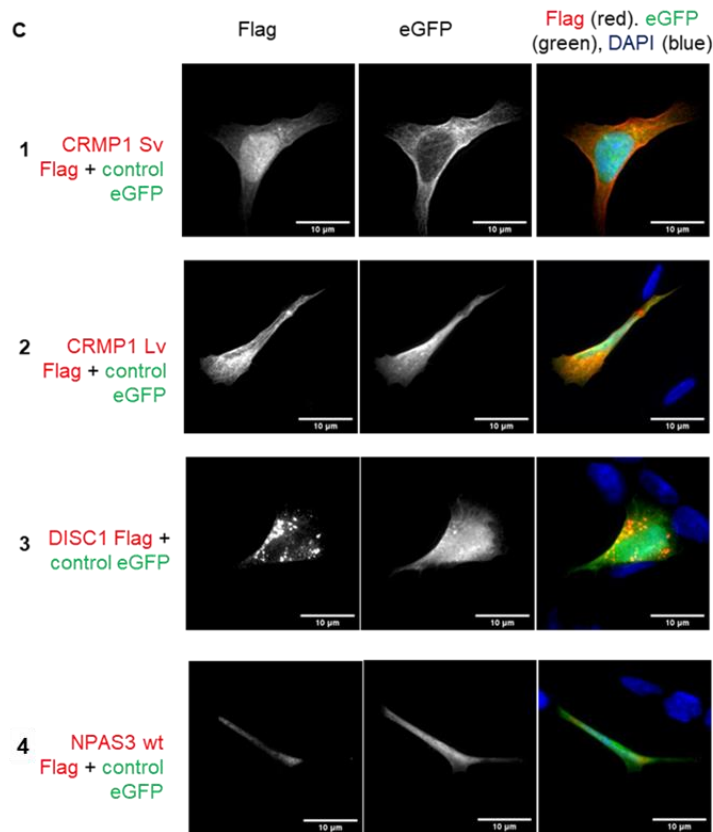 C
Flag
eGFP
Flag (red). eGFP
(green), DAPI (blue)
1
CRMP1 Sv
Flag + control
eGFP
10 μm
10 μm
10 μm
2
CRMP1 Lv
Flag + control
eGFP
10 μm
10 μm
10 μm
3
DISC1 Flag +
control eGFP
10 μm
10 μm
10 μm
4
NPAS3 wt
Flag + control
eGFP
10 μm
10 μm
10 μm